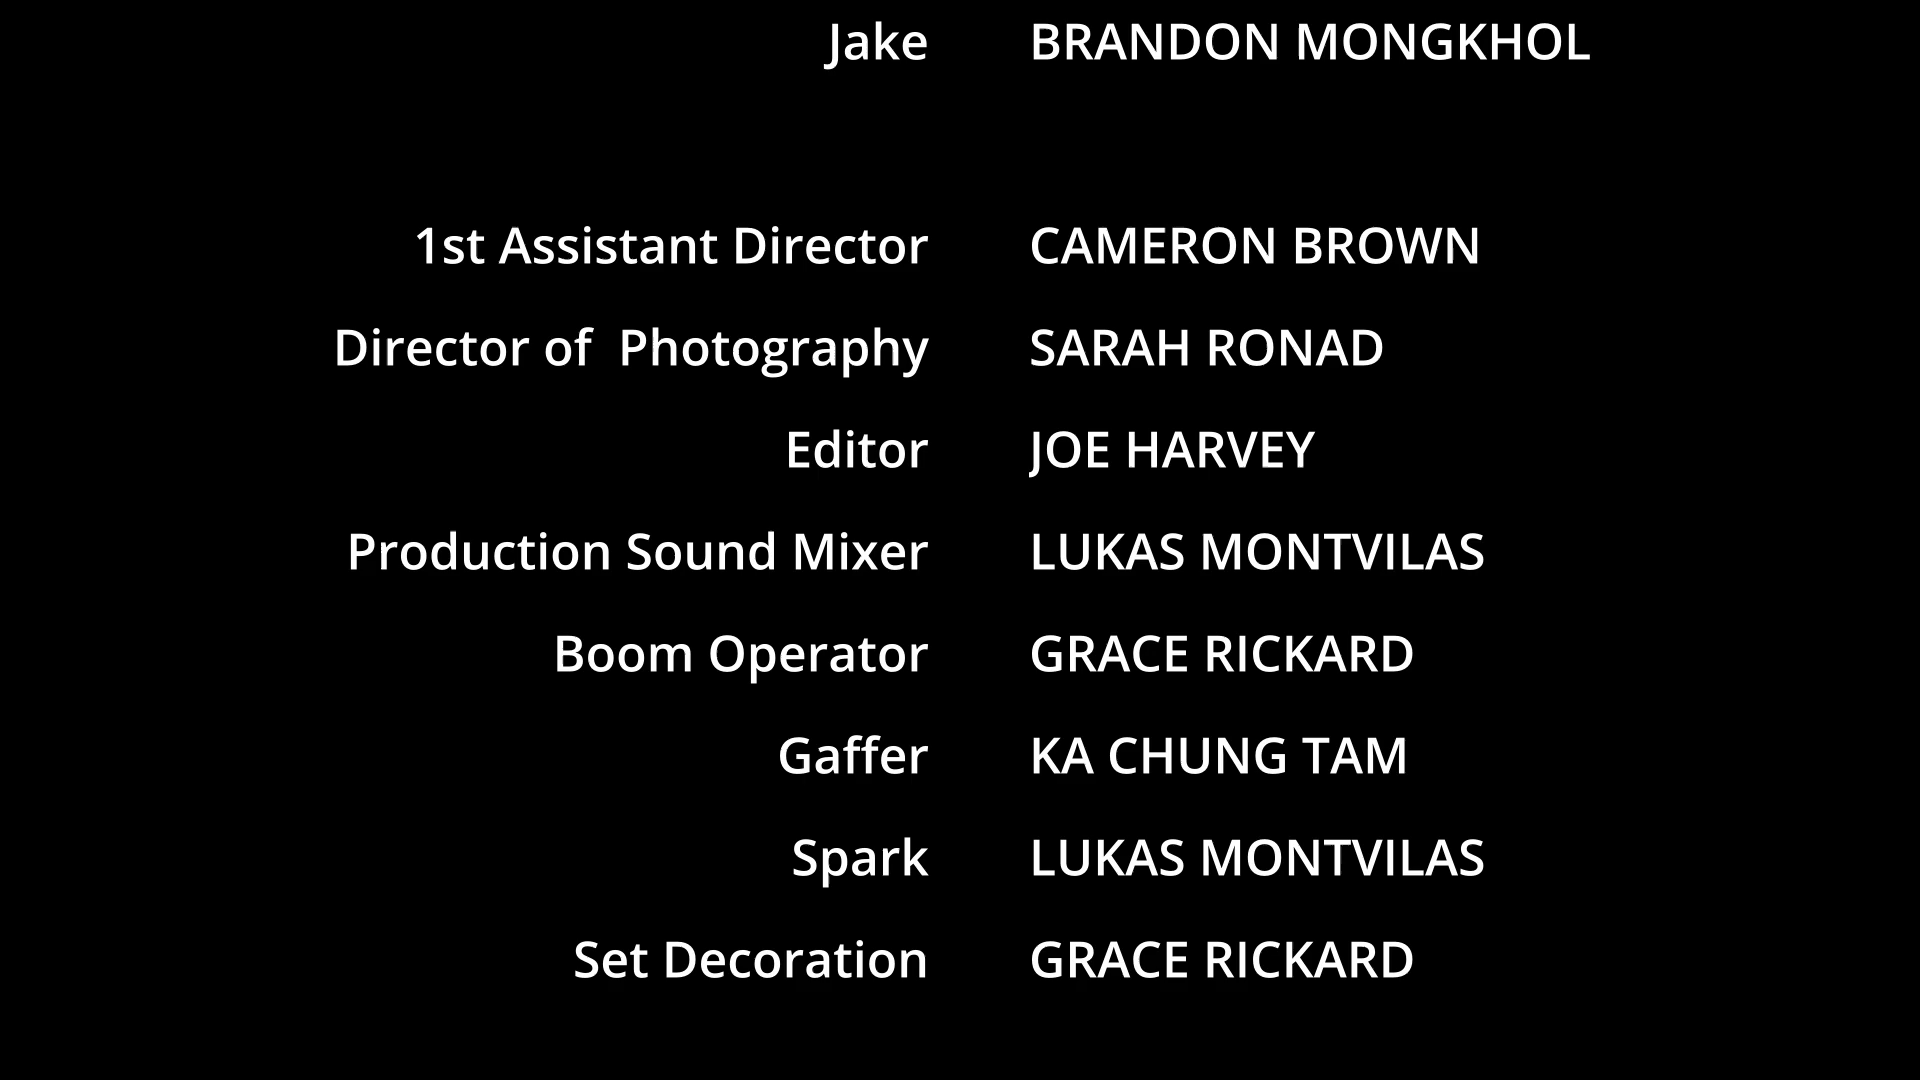 Jake BRANDON MONGKHOL
1st Assistant Director CAMERON BROWN
Director of  Photography SARAH RONAD
Editor JOE HARVEY
Production Sound Mixer LUKAS MONTVILAS
Boom Operator GRACE RICKARD
Gaffer KA CHUNG TAM
Spark LUKAS MONTVILAS
Set Decoration GRACE RICKARD